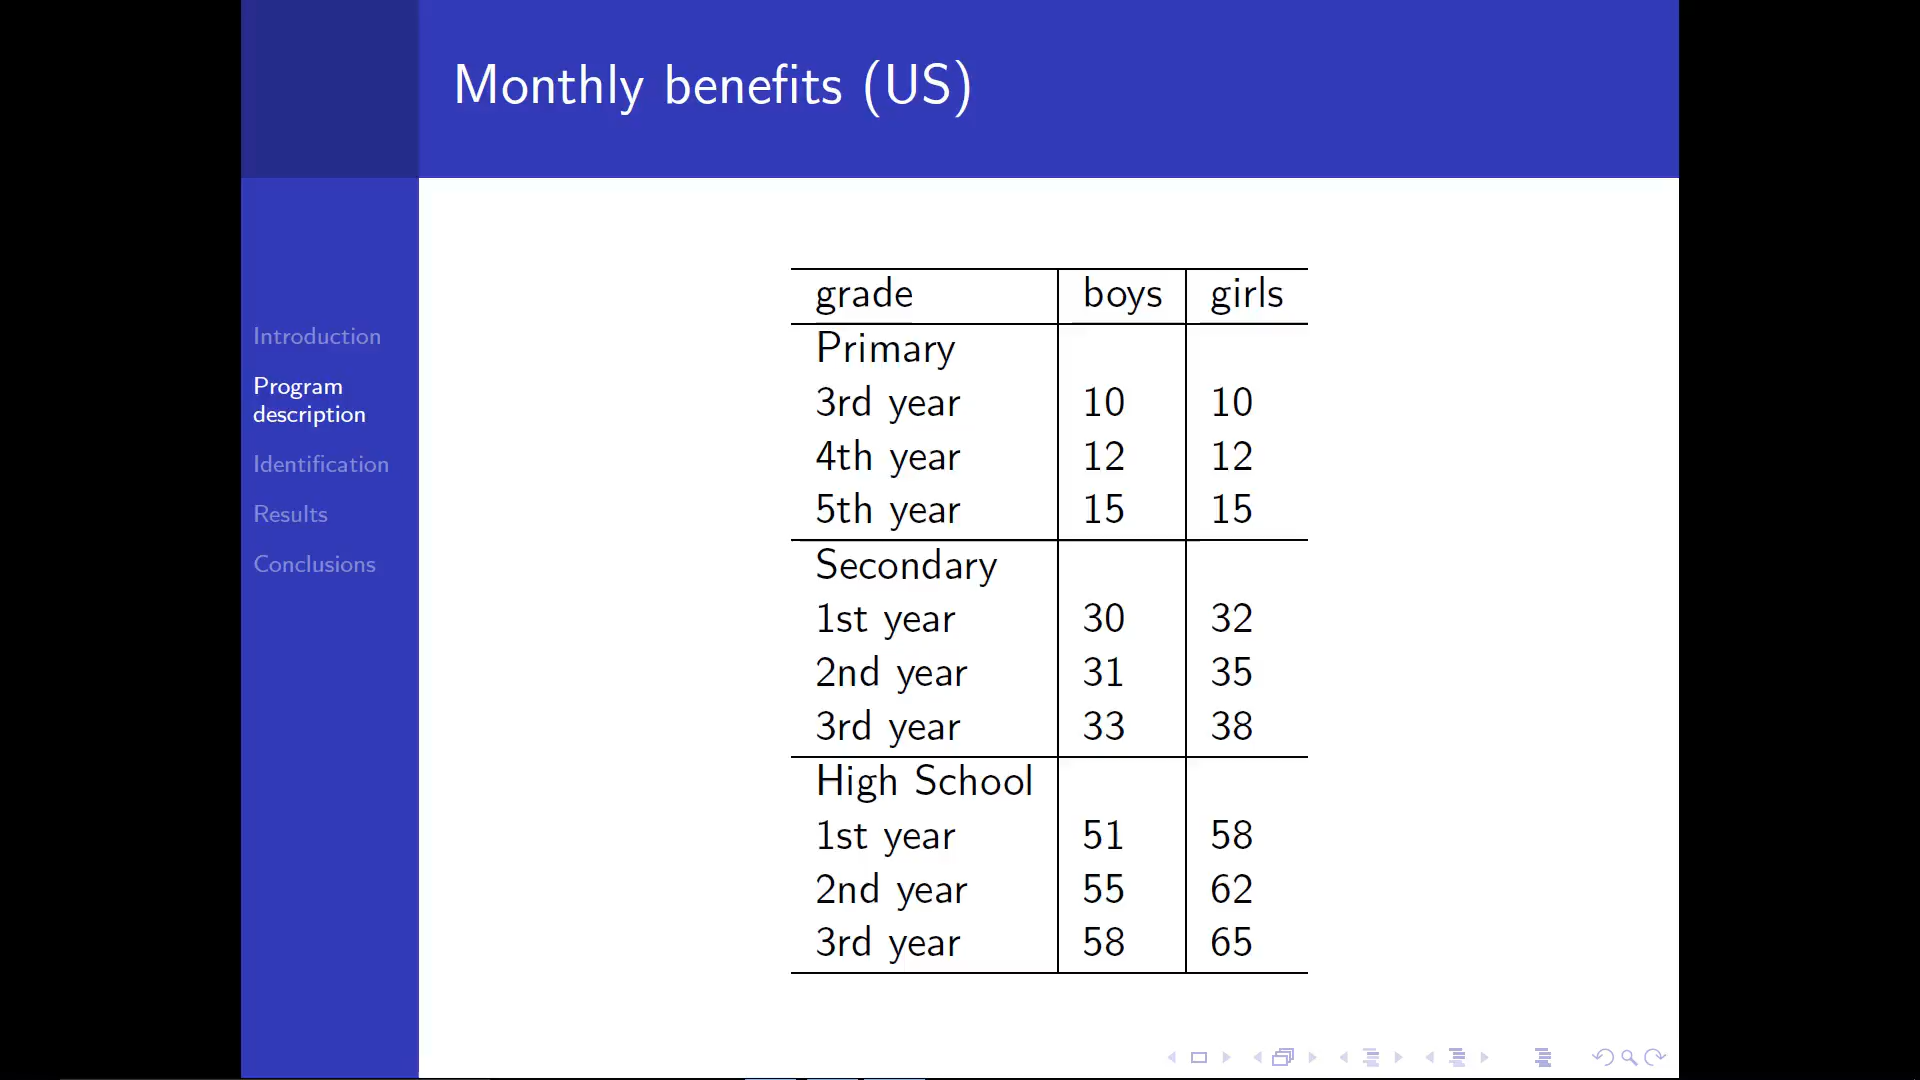 Monthly benefits (US)
Introduction
Program
description
Identification
Results
Conclusions
grade boys girls
Primary
3rd year 10 10
4th year 12 12
5th year 15 15
Secondary
1st year 30 32
2nd year 31 35
3rd year 33 38
High School
1st year 51 58
2nd year 55 62
3rd year 58 65